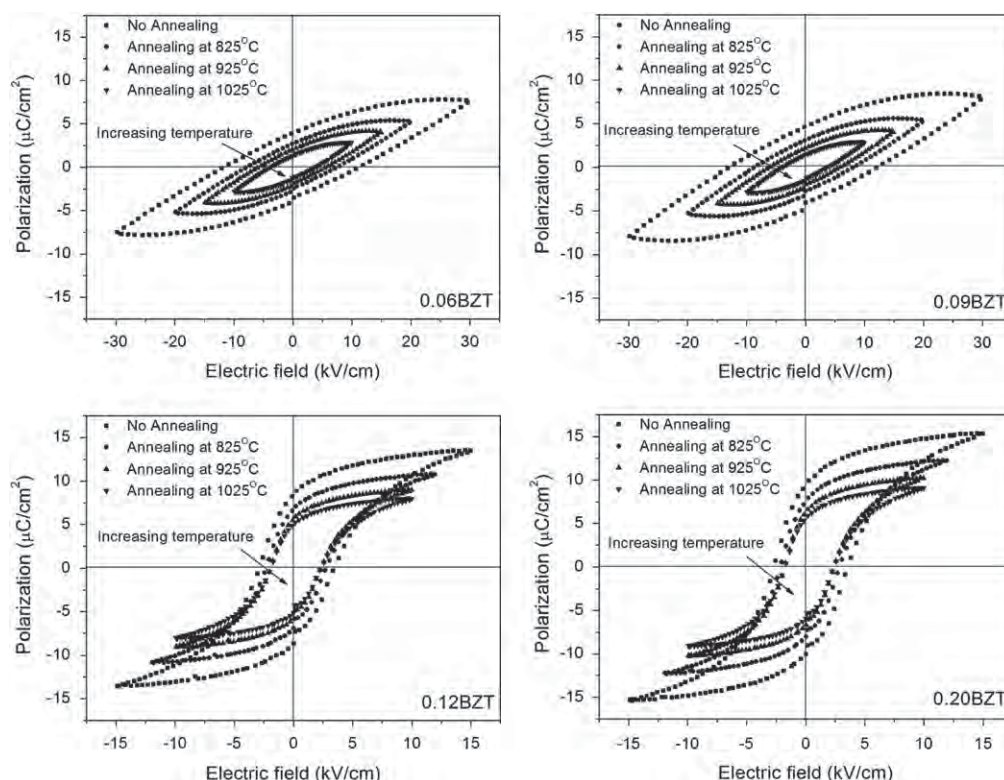 No Annealing
Annealing at 825°C
Annealing at 925°C
Annealing at 1025°C
Increasing temperature
Polarization (μC/cm²)
15
10
5
0
-5
-10
-15
0.06BZT
-30 -20 -10 0 10 20 30
Electric field (kV/cm)
No Annealing
Annealing at 825°C
Annealing at 925°C
Annealing at 1025°C
Increasing temperature
Polarization (μC/cm²)
15
10
5
0
-5
-10
-15
0.09BZT
-30 -20 -10 0 10 20 30
Electric field (kV/cm)
No Annealing
Annealing at 825°C
Annealing at 925°C
Annealing at 1025°C
Increasing temperature
Polarization (μC/cm²)
15
10
5
0
-5
-10
-15
0.12BZT
-15 -10 -5 0 5 10 15
Electric field (kV/cm)
No Annealing
Annealing at 825°C
Annealing at 925°C
Annealing at 1025°C
Increasing temperature
Polarization (μC/cm²)
15
10
5
0
-5
-10
-15
0.20BZT
-15 -10 -5 0 5 10 15
Electric field (kV/cm)